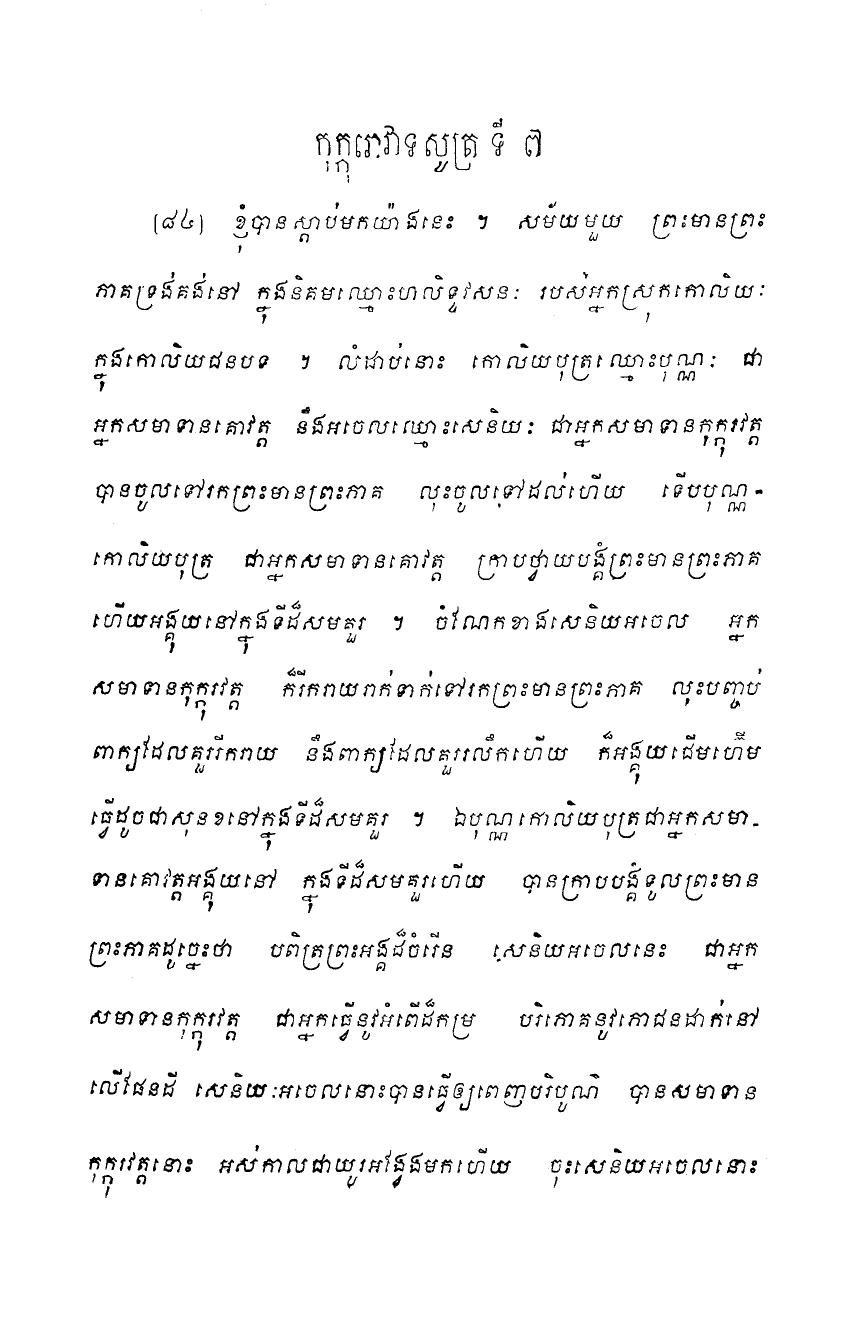 កុក្កុរោវាទសូត្រ ទី ៧
[៨៤] ខ្ញុំបានស្តាប់មកយ៉ាងនេះ ។ សម័យមួយ ព្រះមានព្រះ
ភាគទ្រង់គង់នៅ ក្នុងនិគមឈ្មោះហលិទ្ទវសនៈ របស់អ្នកស្រុកកោលិយៈ
ក្នុងកោលិយជនបទ ។ លំដាប់នោះ កោលិយបុត្រឈ្មោះបុណ្ណៈ ជា
អ្នកសមាទានគោវត្ត នឹងអចេលឈ្មោះសេនិយៈ ជាអ្នកសមាទានកុក្កុរវត្ត
បានចូលទៅរកព្រះមានព្រះភាគ លុះចូលទៅដល់ហើយ ទើបបុណ្ណ-
កោលិយបុត្រ ជាអ្នកសមាទានគោវត្ត ក្រាបថ្វាយបង្គំព្រះមានព្រះភាគ
ហើយអង្គុយនៅក្នុងទីដ៏សមគួរ ។ ចំណែកខាងសេនិយអចេល អ្នក
សមាទានកុក្កុរវត្ត ក៏រីករាយរាក់ទាក់ទៅរកព្រះមានព្រះភាគ លុះបញ្ចប់
ពាក្យដែលគួររីករាយ នឹងពាក្យដែលគួររលឹកហើយ ក៏អង្គុយជើមហើម
ធ្វើដូចជាសុនខនៅក្នុងទីដ៏សមគួរ ។ ឯបុណ្ណកោលិយបុត្រជាអ្នកសមា-
ទានគោវត្តអង្គុយនៅ ក្នុងទីដ៏សមគួរហើយ បានក្រាបបង្គំទូលព្រះមាន
ព្រះភាគដូច្នេះថា បពិត្រព្រះអង្គដ៏ចំរើន សេនិយអចេលនេះ ជាអ្នក
សមាទានកុក្កុរវត្ត ជាអ្នកធ្វើនូវអំពើដ៏កម្រ បរិភោគនូវភោជនដាក់នៅ
លើផែនដី សេនិយៈអចេលនោះបានធ្វើឲ្យពេញបរិបូណ៌ បានសមាទាន
កុក្កុរវត្តនោះ អស់កាលជាយូរអង្វែងមកហើយ ចុះសេនិយអចេលនោះ